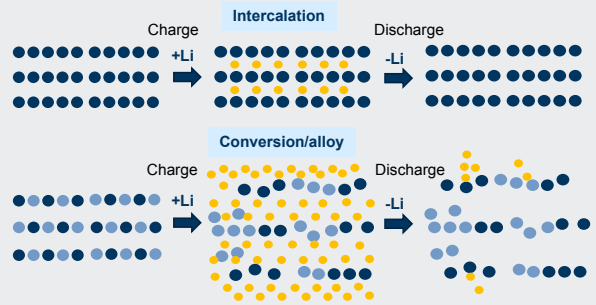 Intercalation
Charge
Discharge
+Li
-Li
Conversion/alloy
Charge
Discharge
+Li
-Li